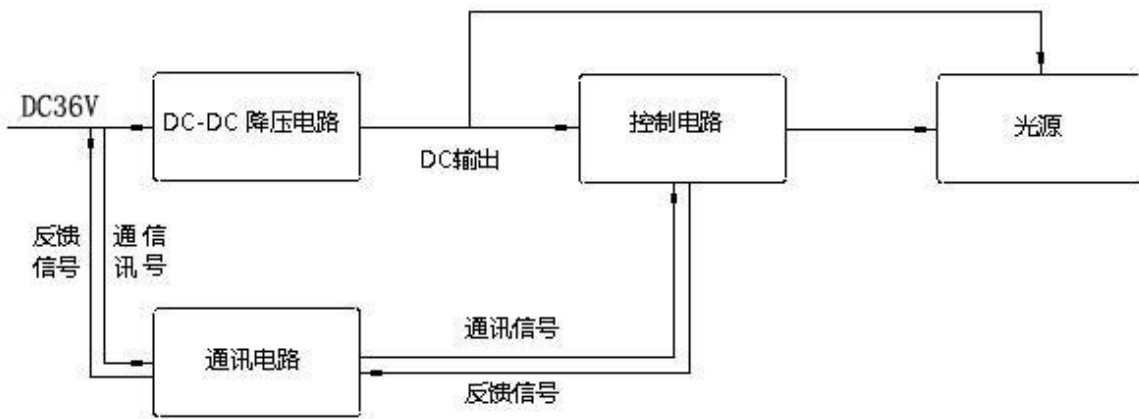 DC36V
DC-DC 降压电路
控制电路
光源
DC输出
反馈
信号
通信
讯号
通讯信号
通讯电路
反馈信号